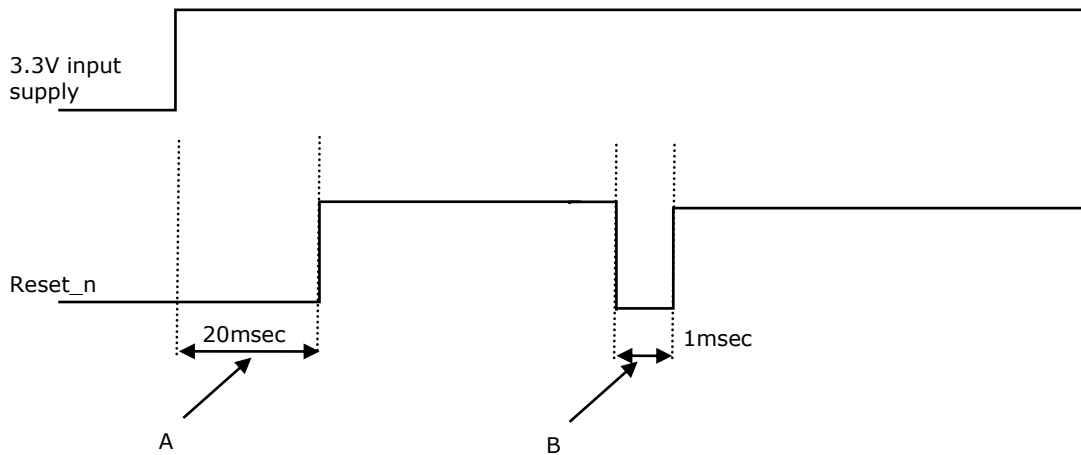 3.3V input
supply
Reset_n
20msec
1msec
A
B